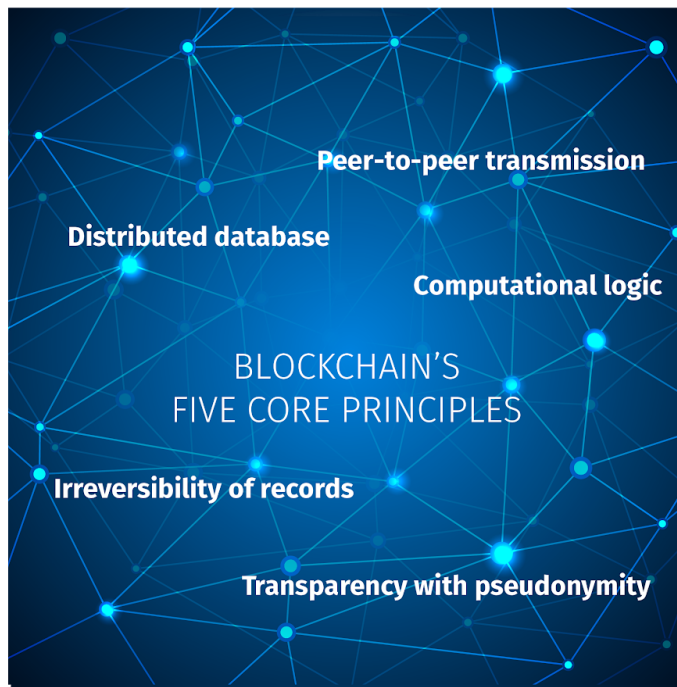 Peer-to-peer transmission
Distributed database
Computational logic
BLOCKCHAIN’S
FIVE CORE PRINCIPLES
Irreversibility of records
Transparency with pseudonymity